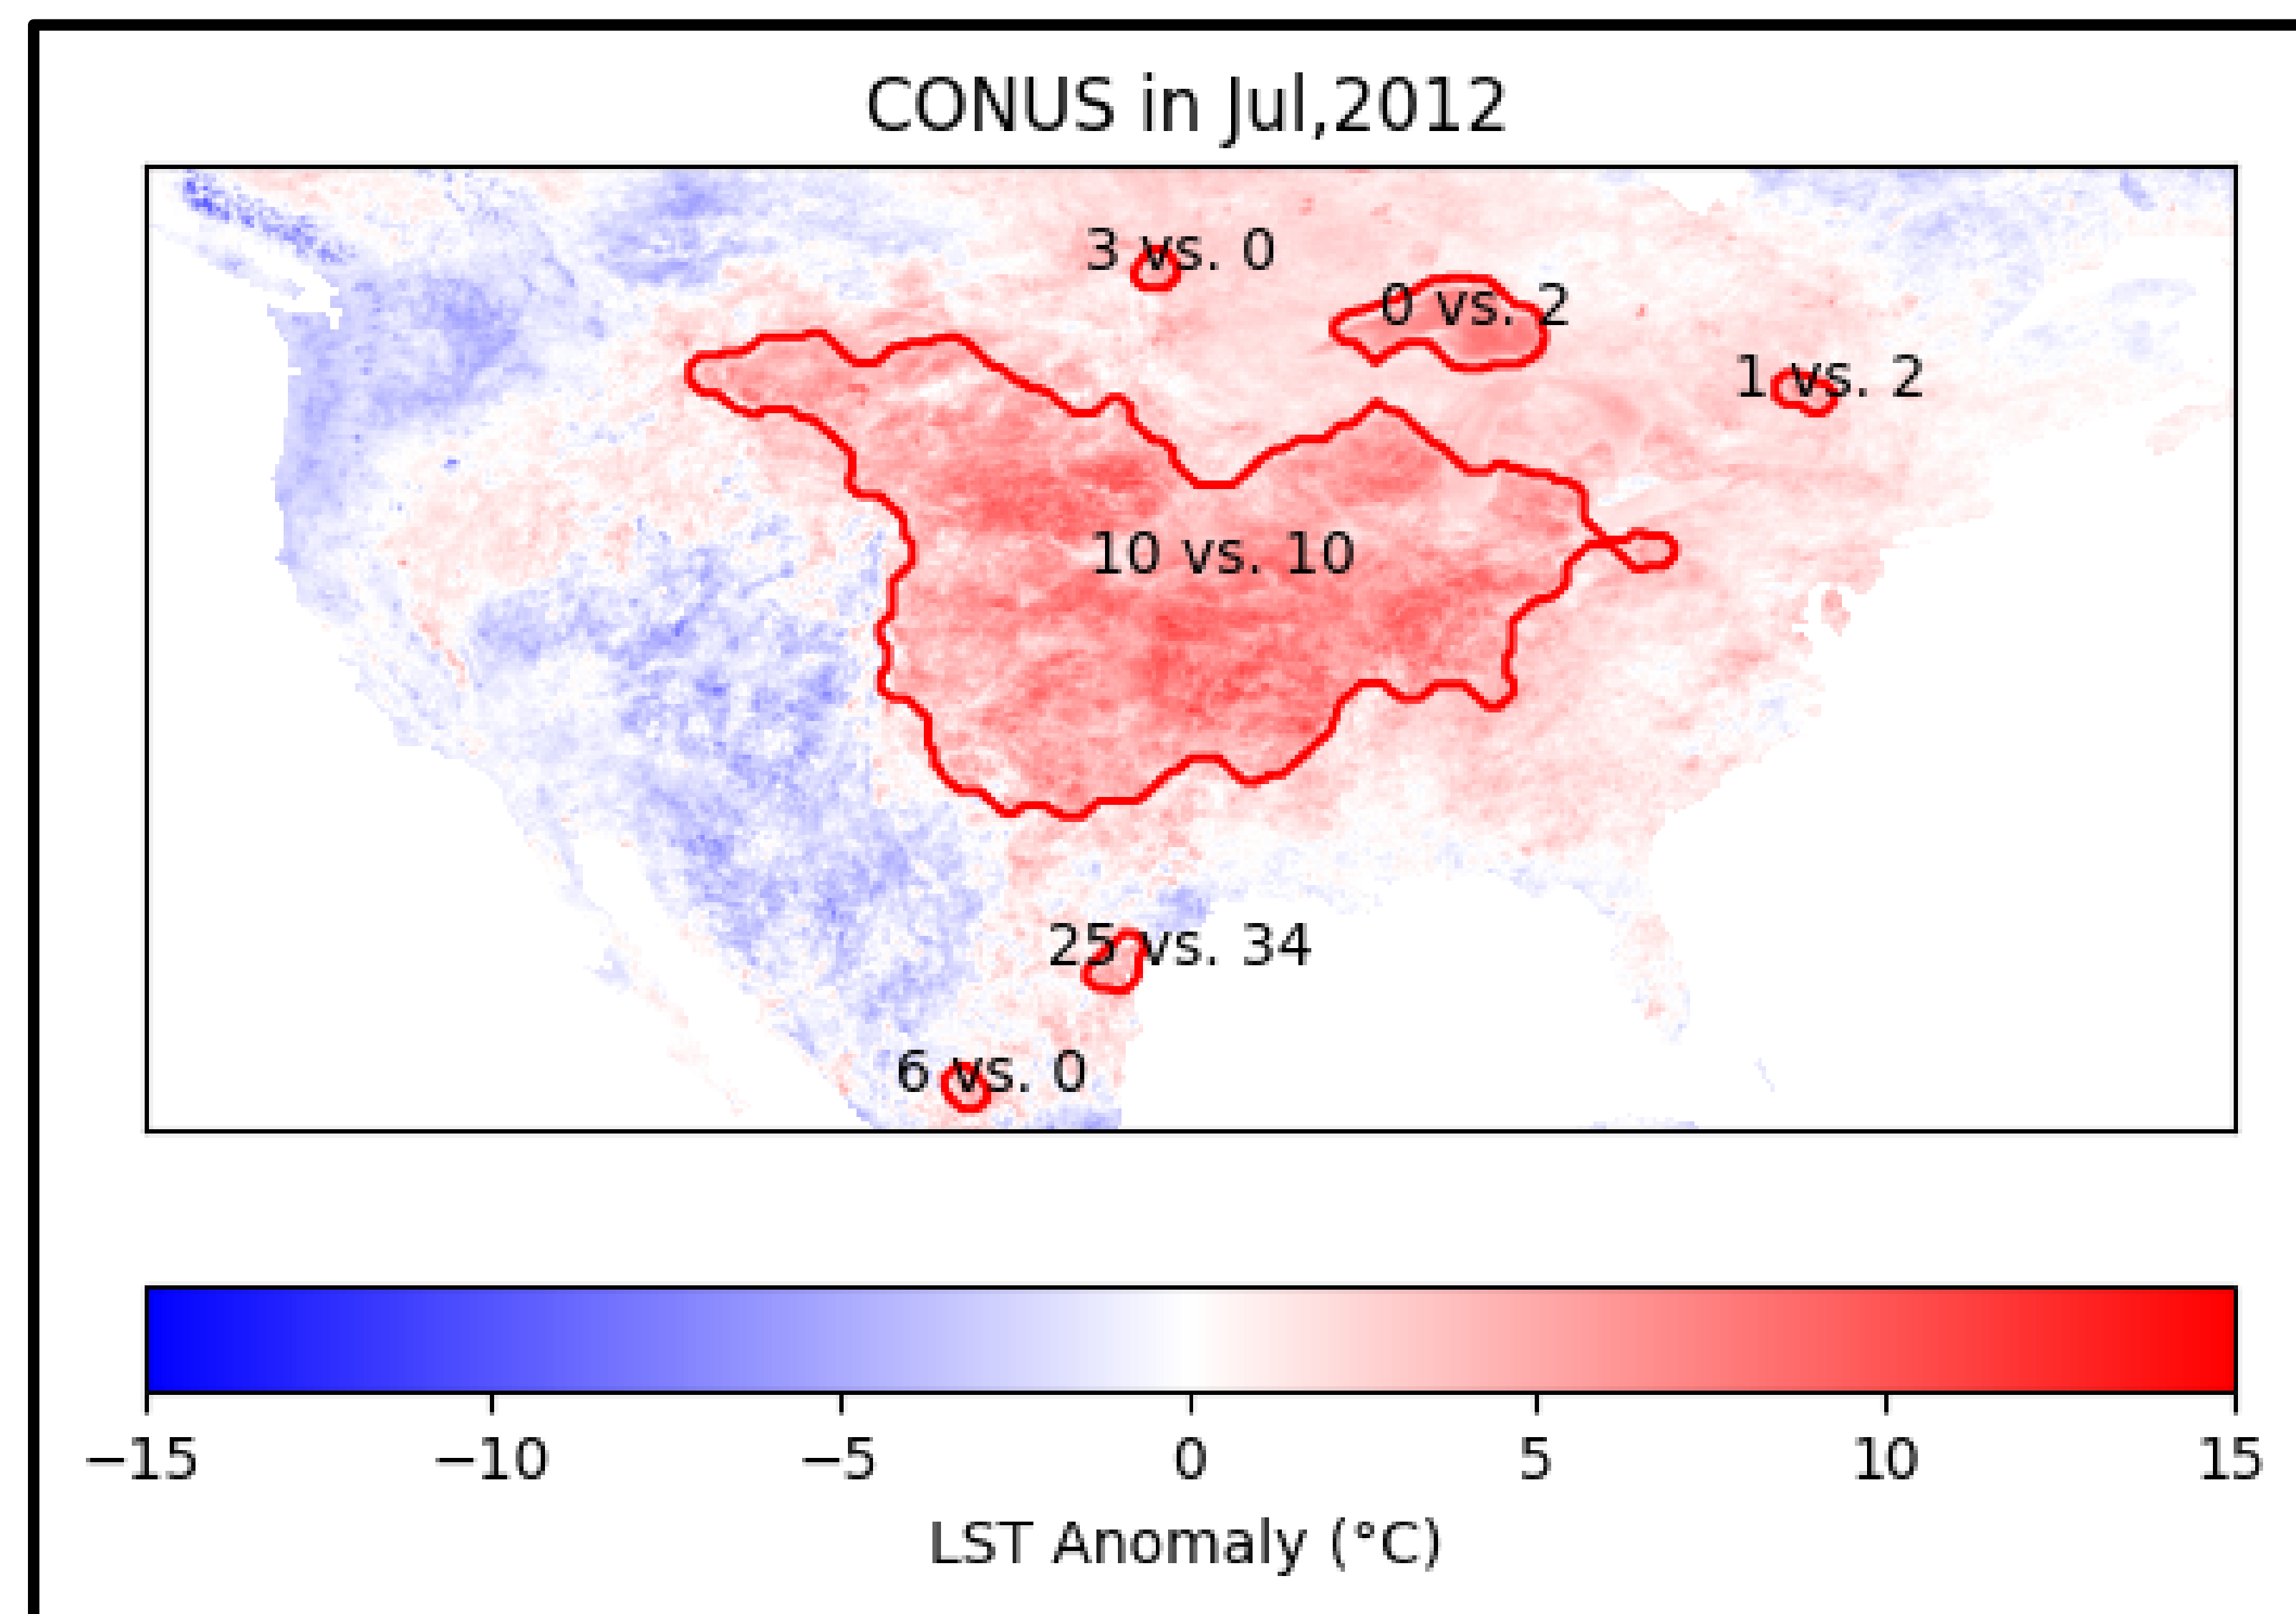 CONUS in Jul,2012
3 vs. 0
0 vs. 2
1 vs. 2
10 vs. 10
25 vs. 34
6 vs. 0
−15 −10 −5 0 5 10 15
LST Anomaly (°C)